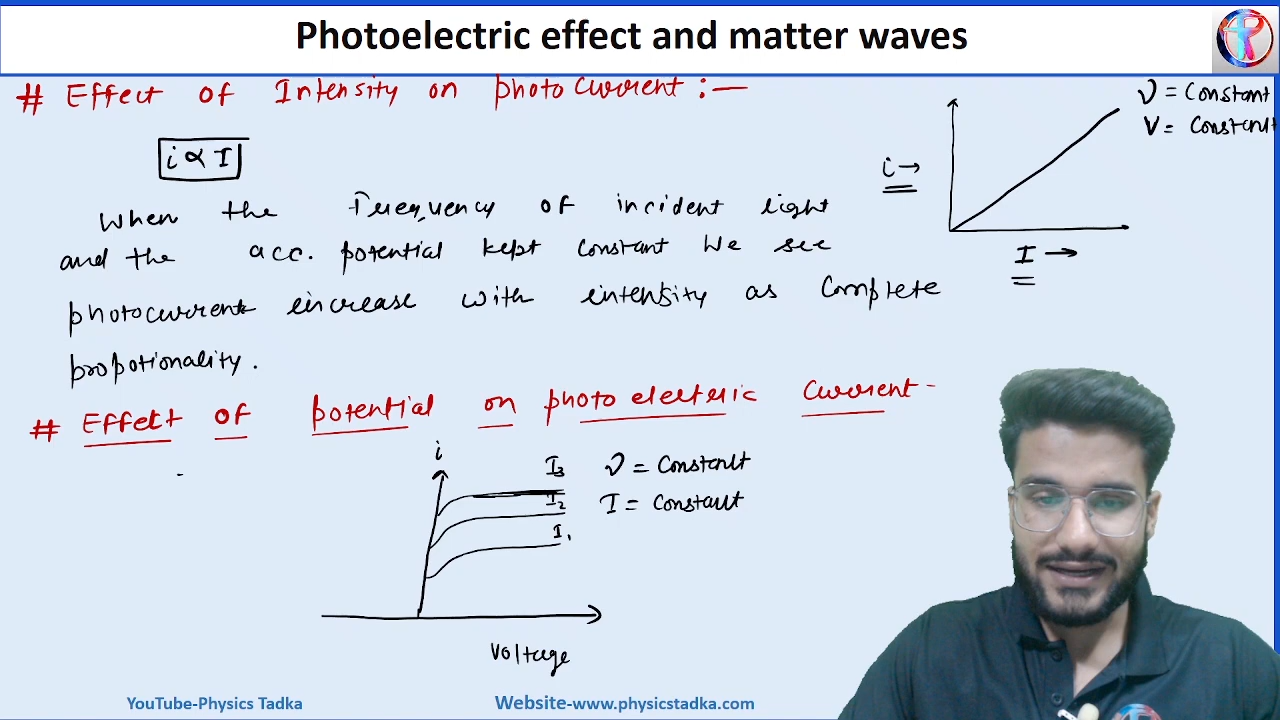 Photoelectric effect and matter waves
# Effect of Intensity on photo current :—
i ∝ I
ν = Constant
V = Constant
i →
I →
When the Frequency of incident light
and the acc. potential kept constant We see
photocurrent increase with intensity as Complete
propotionality.
# Effect of potential on photo electric Current -
i
I3 ν = Constant
I2 I = Constant
I1
Voltage
YouTube-Physics Tadka
Website-www.physicstadka.com